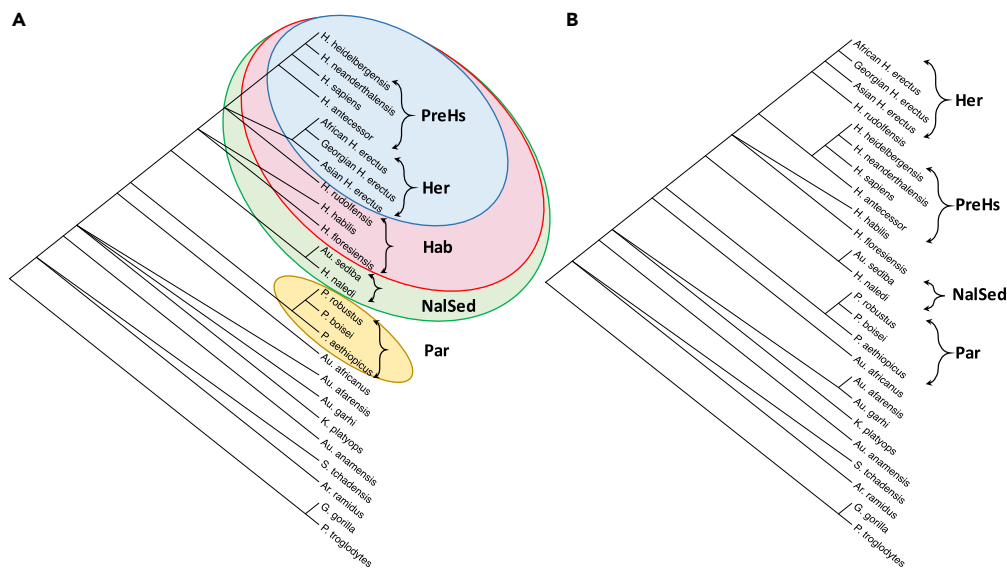 A
H. heidelbergensis
H. neanderthalensis
H. sapiens
H. antecessor
African H. erectus
Georgian H. erectus
Asian H. erectus
H. rudolfensis
H. habilis
H. floresiensis
Au. sediba
H. naledi
P. robustus
P. boisei
P. aethiopicus
Au. africanus
Au. afarensis
Au. garhi
K. platyops
Au. anamensis
S. tchadensis
Ar. ramidus
G. gorilla
P. troglodytes
PreHs
Her
Hab
NalSed
Par
B
African H. erectus
Georgian H. erectus
Asian H. erectus
H. rudolfensis
H. heidelbergensis
H. neanderthalensis
H. sapiens
H. antecessor
H. habilis
H. floresiensis
Au. sediba
H. naledi
P. robustus
P. boisei
P. aethiopicus
Au. africanus
Au. afarensis
Au. garhi
K. platyops
Au. anamensis
S. tchadensis
Ar. ramidus
G. gorilla
P. troglodytes
Her
PreHs
NalSed
Par